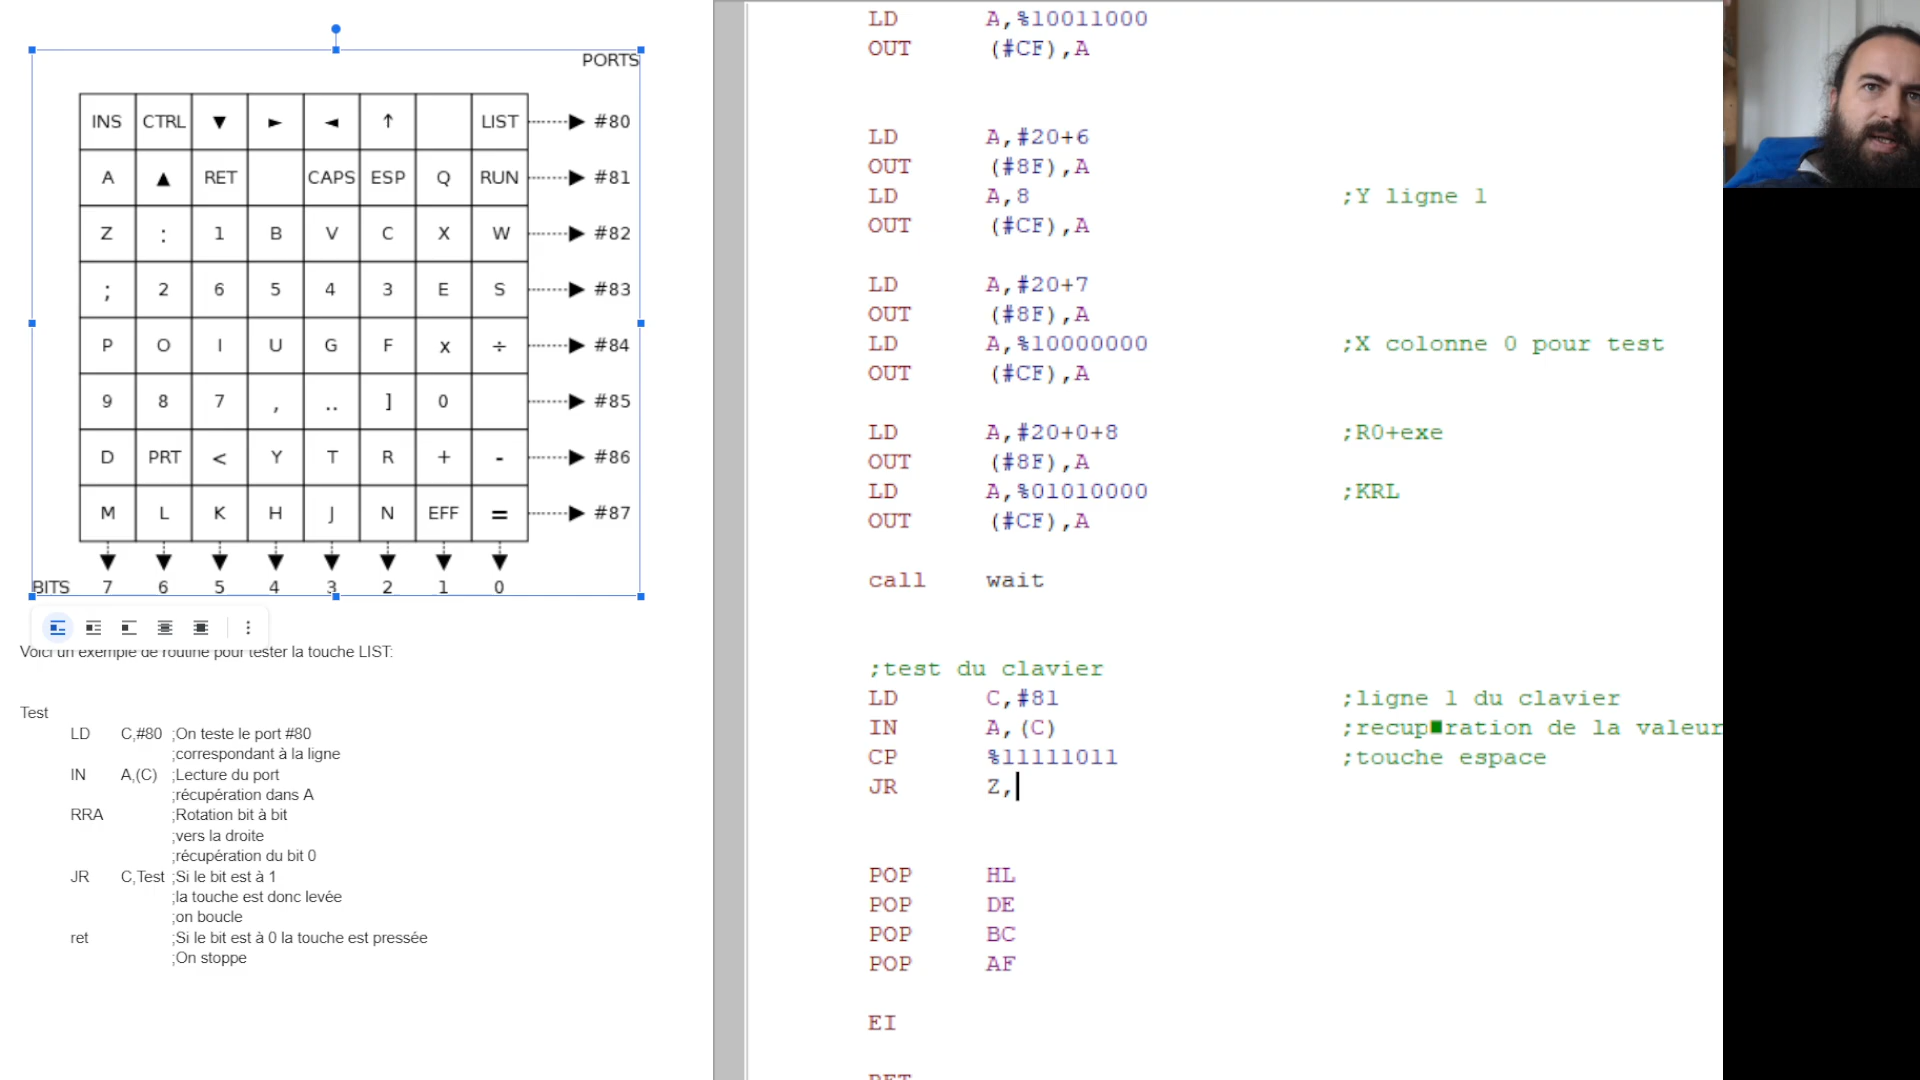 PORTS
INS CTRL ▼ ► ◄ ↑ LIST #80
A ▲ RET CAPS ESP Q RUN #81
Z : 1 B V C X W #82
; 2 6 5 4 3 E S #83
P O I U G F x ÷ #84
9 8 7 , .. ] 0 #85
D PRT < Y T R + - #86
M L K H J N EFF = #87
BITS 7 6 5 4 3 2 1 0
Voici un exemple de routine pour tester la touche LIST:
Test
LD C,#80 ;On teste le port #80
;correspondant à la ligne
IN A,(C) ;Lecture du port
;récupération dans A
RRA ;Rotation bit à bit
;vers la droite
;récupération du bit 0
JR C,Test ;Si le bit est à 1
;la touche est donc levée
;on boucle
ret ;Si le bit est à 0 la touche est pressée
;On stoppe
LD A,%10011000
OUT (#CF),A
LD A,#20+6
OUT (#8F),A
LD A,8 ;Y ligne 1
OUT (#CF),A
LD A,#20+7
OUT (#8F),A
LD A,%10000000 ;X colonne 0 pour test
OUT (#CF),A
LD A,#20+0+8 ;R0+exe
OUT (#8F),A
LD A,%01010000 ;KRL
OUT (#CF),A
call wait
;test du clavier
LD C,#81 ;ligne 1 du clavier
IN A,(C) ;recup■ration de la valeur
CP %11111011 ;touche espace
JR Z,
POP HL
POP DE
POP BC
POP AF
EI
RET